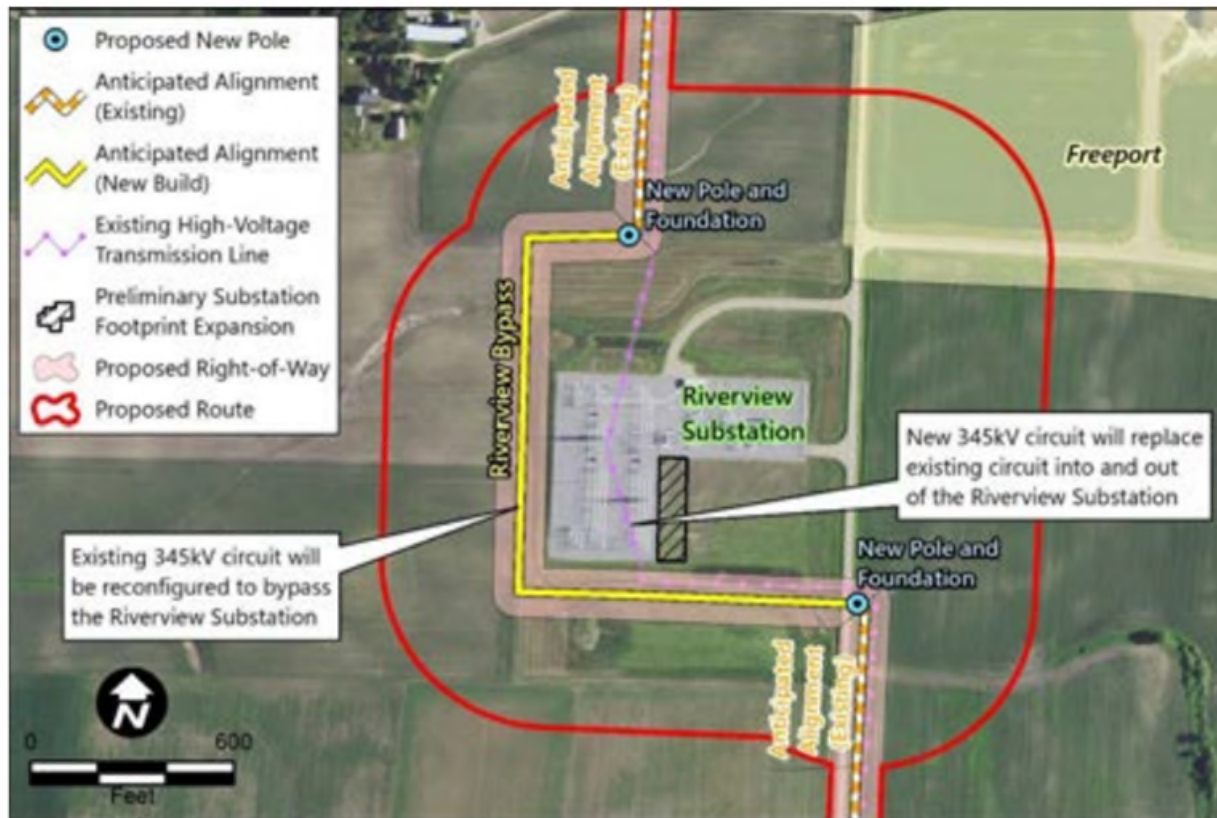 Proposed New Pole
Anticipated Alignment
(Existing)
Anticipated Alignment
(New Build)
Existing High-Voltage
Transmission Line
Preliminary Substation
Footprint Expansion
Proposed Right-of-Way
Proposed Route
Anticipated
Alignment
(Existing)
Freeport
New Pole and
Foundation
Riverview Bypass
Riverview
Substation
New 345kV circuit will replace
existing circuit into and out
of the Riverview Substation
Existing 345kV circuit will
be reconfigured to bypass
the Riverview Substation
New Pole and
Foundation
Anticipated
Alignment
(Existing)
N
0 600
Feet